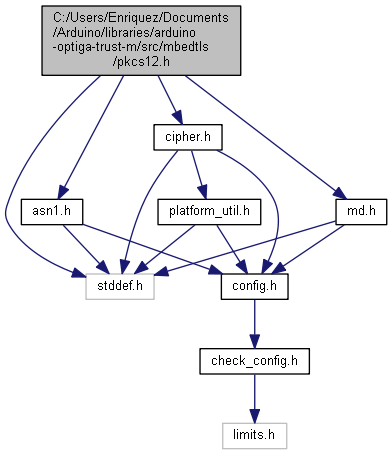 C:/Users/Enriquez/Documents
/Arduino/libraries/arduino
-optiga-trust-m/src/mbedtls
/pkcs12.h
cipher.h
asn1.h
platform_util.h
md.h
stddef.h
config.h
check_config.h
limits.h